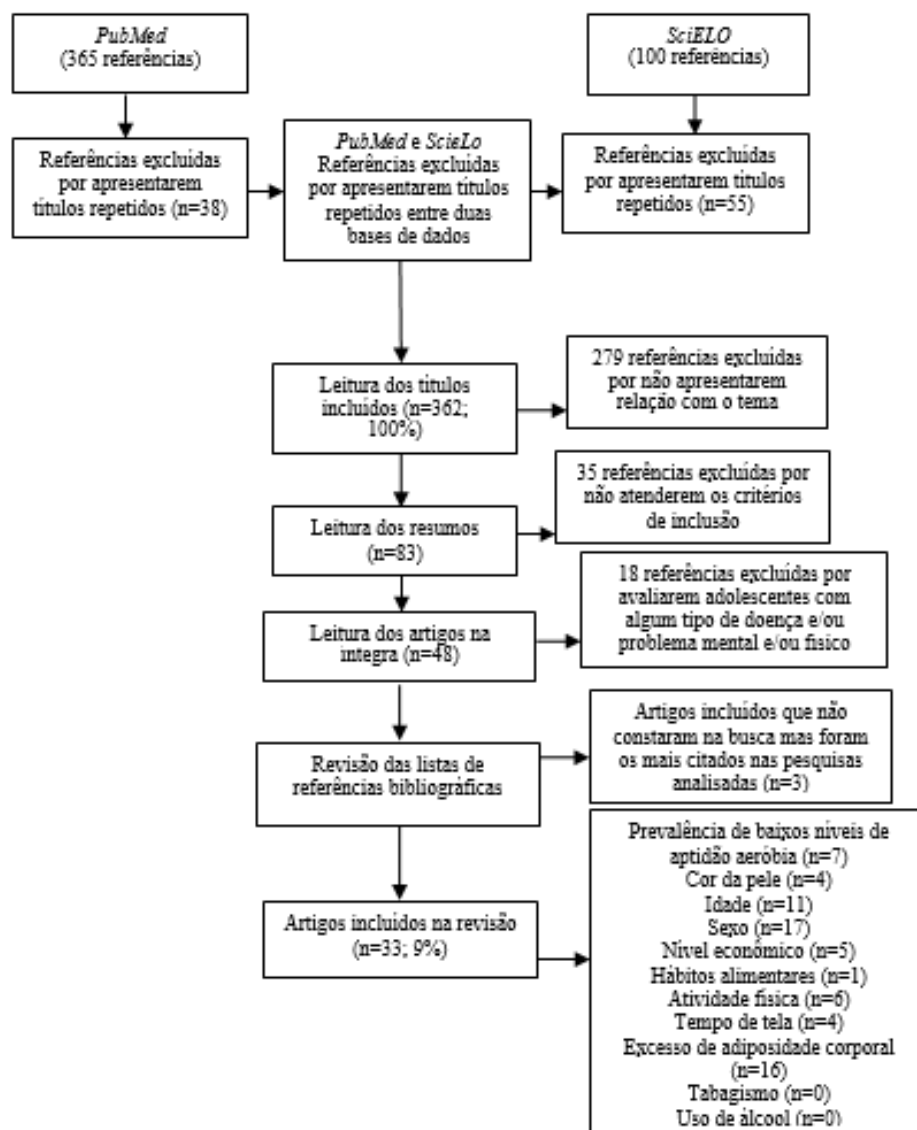 PubMed
(365 referências)
SciELO
(100 referências)
Referências excluídas
por apresentarem
títulos repetidos (n=38)
PubMed e ScieLo
Referências excluídas
por apresentarem títulos
repetidos entre duas
bases de dados
Referências excluídas
por apresentarem títulos
repetidos (n=55)
Leitura dos títulos
incluídos (n=362;
100%)
279 referências excluídas
por não apresentarem
relação com o tema
Leitura dos resumos
(n=83)
35 referências excluídas por
não atenderem os critérios
de inclusão
Leitura dos artigos na
integra (n=48)
18 referências excluídas por
avaliarem adolescentes com
algum tipo de doença e/ou
problema mental e/ou físico
Revisão das listas de
referências bibliográficas
Artigos incluídos que não
constaram na busca mas foram
os mais citados nas pesquisas
analisadas (n=3)
Artigos incluídos na revisão
(n=33; 9%)
Prevalência de baixos níveis de
aptidão aeróbia (n=7)
Cor da pele (n=4)
Idade (n=11)
Sexo (n=17)
Nível econômico (n=5)
Hábitos alimentares (n=1)
Atividade física (n=6)
Tempo de tela (n=4)
Excesso de adiposidade corporal
(n=16)
Tabagismo (n=0)
Uso de álcool (n=0)